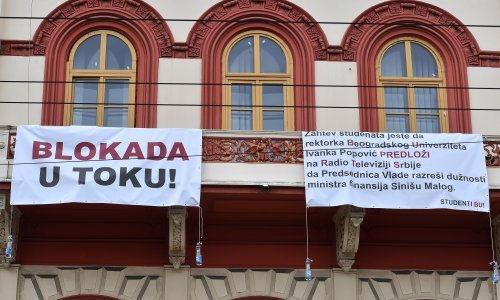 BLOKADA
U TOKU!
Zahtev studenata jeste da
rektorka Beogradskog Univerziteta
Ivanka Popović PREDLOŽI
na Radio Televiziji Srbije
da Predsednica Vlade razreši dužnosti
ministra finansija Sinišu Malog.
STUDENTI BU!